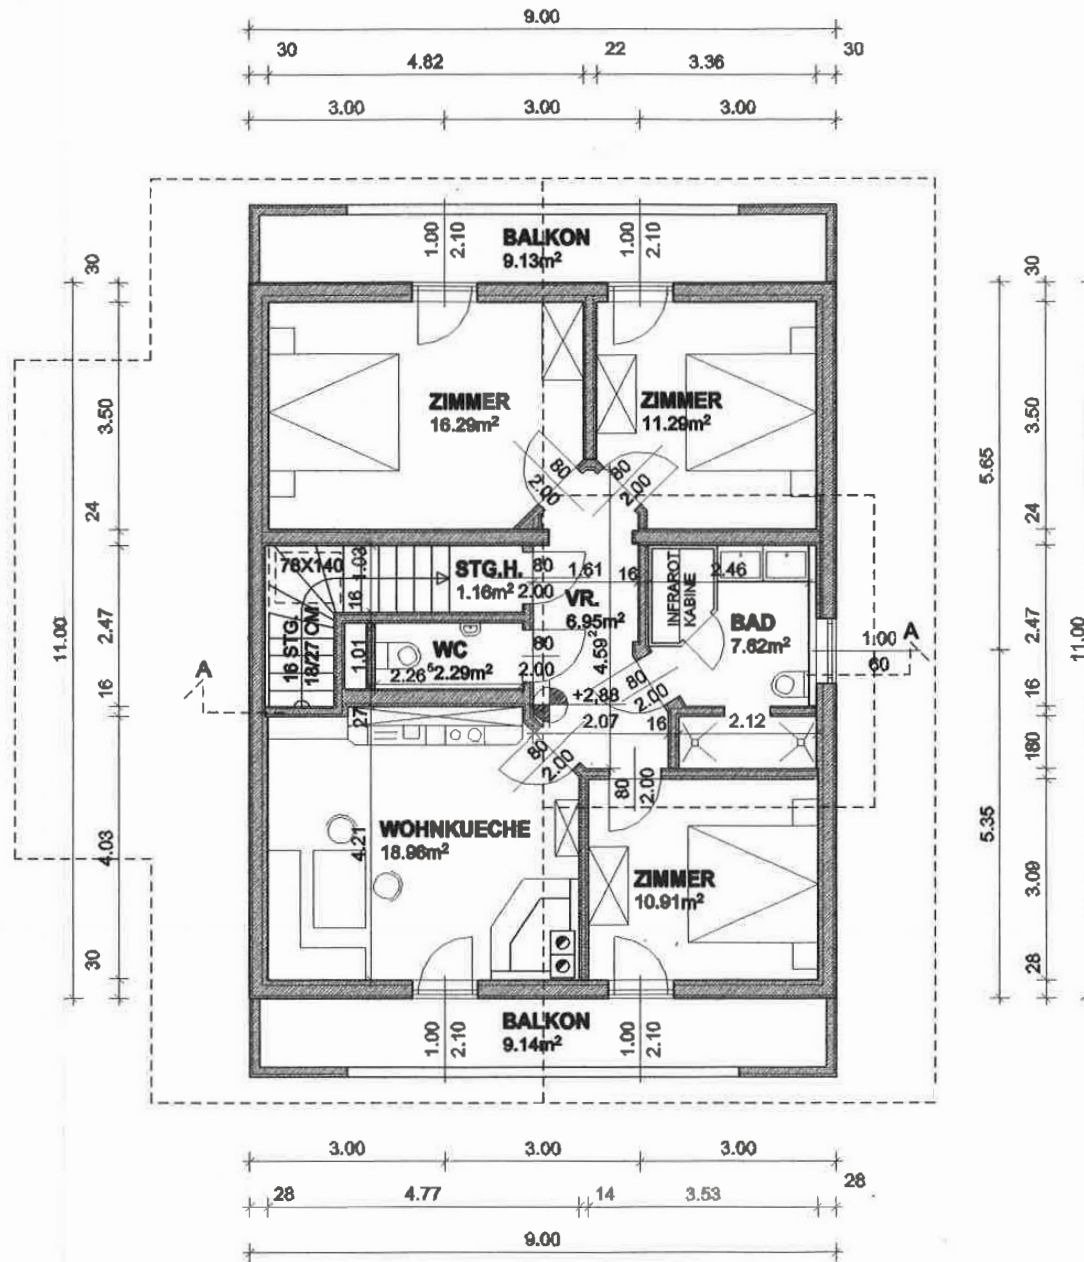 9.00
30 22 30
4.82 3.36
3.00 3.00 3.00
1.00 2.10
BALKON
9.13m²
1.00 2.10
30
30
ZIMMER
16.29m²
ZIMMER
11.29m²
3.50
3.50
5.65
80 2.00
80 2.00
24
24
78X140
1.03
16
STG.H.
1.16m²
80
2.00
1.61
16
2.46
INFRAROT
KABINE
VR.
6.95m²
BAD
7.62m²
11.00
2.47
2.47
11.00
16 STG.
18/27 CM
1.01
WC
2.29m²
2.26⁵
80
2.00
4.59²
80 2.00
1.00
60
A
A
+2,88
16
16
27
2.07
16
2.12
180
80 2.00
80 2.00
WOHNKUECHE
18.96m²
4.21
4.03
5.35
3.09
ZIMMER
10.91m²
30
28
1.00 2.10
BALKON
9.14m²
1.00 2.10
3.00 3.00 3.00
28 4.77 14 3.53 28
9.00